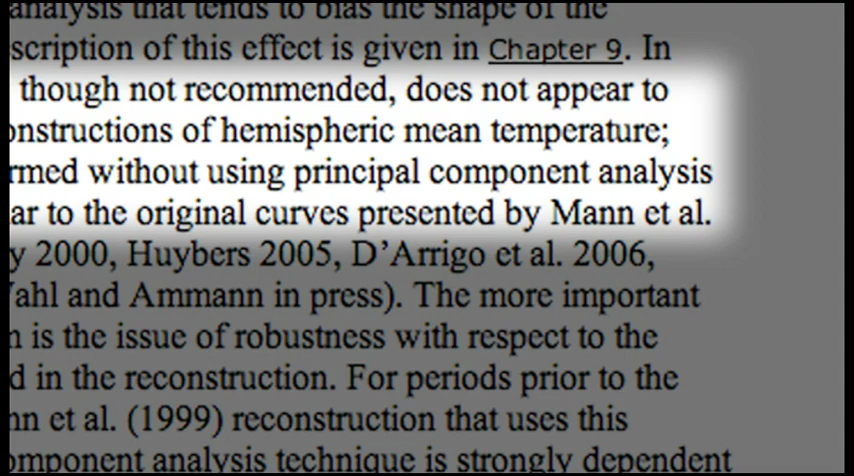 analysis that tends to bias the shape of the
scription of this effect is given in Chapter 9. In
though not recommended, does not appear to
onstructions of hemispheric mean temperature;
rmed without using principal component analysis
ar to the original curves presented by Mann et al.
y 2000, Huybers 2005, D’Arrigo et al. 2006,
ahl and Ammann in press). The more important
n is the issue of robustness with respect to the
d in the reconstruction. For periods prior to the
nn et al. (1999) reconstruction that uses this
omponent analysis technique is strongly dependent